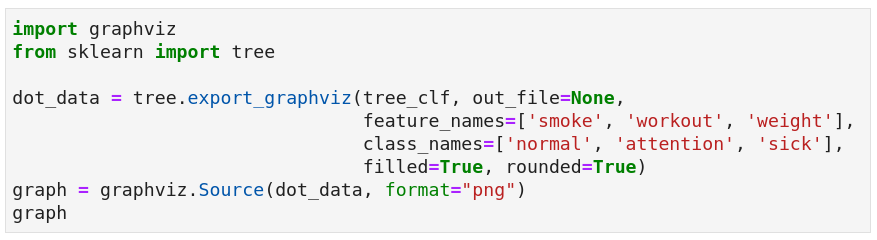 import graphviz
from sklearn import tree

dot_data = tree.export_graphviz(tree_clf, out_file=None,
                                feature_names=['smoke', 'workout', 'weight'],
                                class_names=['normal', 'attention', 'sick'],
                                filled=True, rounded=True)
graph = graphviz.Source(dot_data, format="png")
graph